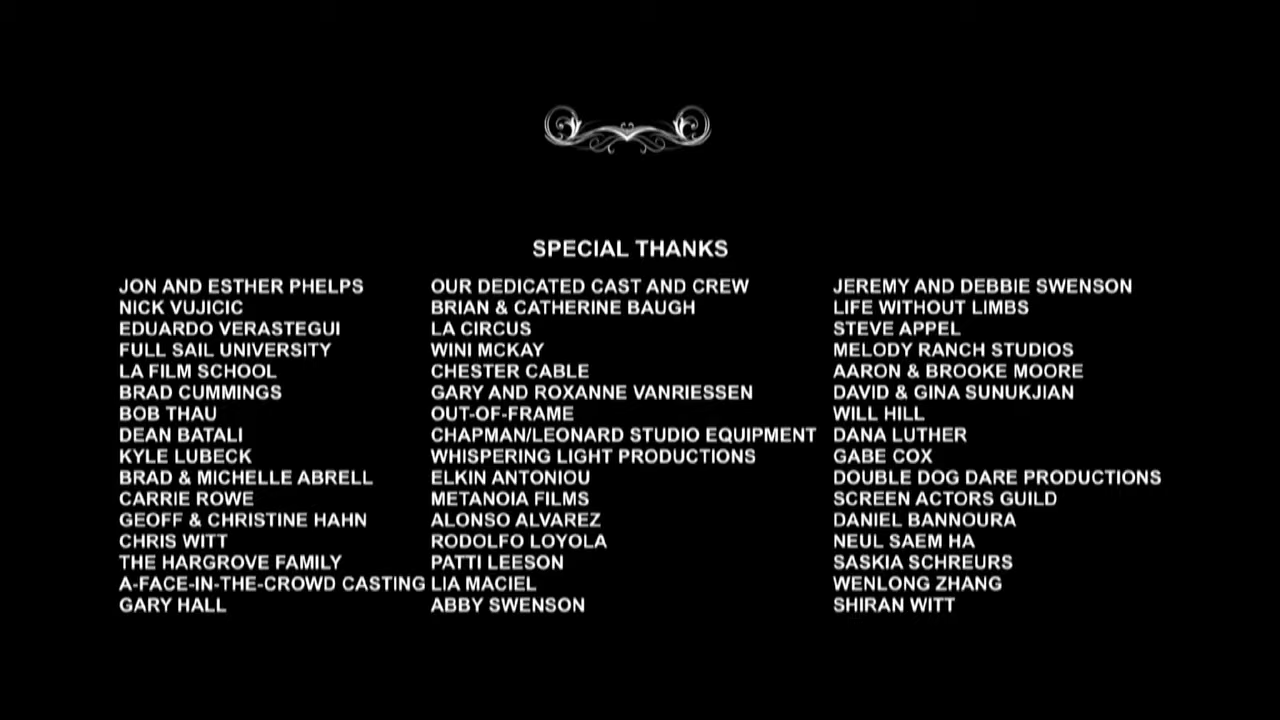 SPECIAL THANKS
JON AND ESTHER PHELPS
NICK VUJICIC
EDUARDO VERASTEGUI
FULL SAIL UNIVERSITY
LA FILM SCHOOL
BRAD CUMMINGS
BOB THAU
DEAN BATALI
KYLE LUBECK
BRAD & MICHELLE ABRELL
CARRIE ROWE
GEOFF & CHRISTINE HAHN
CHRIS WITT
THE HARGROVE FAMILY
A-FACE-IN-THE-CROWD CASTING
GARY HALL
OUR DEDICATED CAST AND CREW
BRIAN & CATHERINE BAUGH
LA CIRCUS
WINI MCKAY
CHESTER CABLE
GARY AND ROXANNE VANRIESSEN
OUT-OF-FRAME
CHAPMAN/LEONARD STUDIO EQUIPMENT
WHISPERING LIGHT PRODUCTIONS
ELKIN ANTONIOU
METANOIA FILMS
ALONSO ALVAREZ
RODOLFO LOYOLA
PATTI LEESON
LIA MACIEL
ABBY SWENSON
JEREMY AND DEBBIE SWENSON
LIFE WITHOUT LIMBS
STEVE APPEL
MELODY RANCH STUDIOS
AARON & BROOKE MOORE
DAVID & GINA SUNUKJIAN
WILL HILL
DANA LUTHER
GABE COX
DOUBLE DOG DARE PRODUCTIONS
SCREEN ACTORS GUILD
DANIEL BANNOURA
NEUL SAEM HA
SASKIA SCHREURS
WENLONG ZHANG
SHIRAN WITT